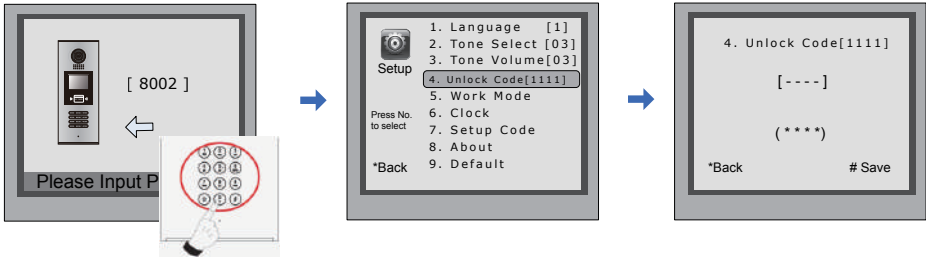 [ 8002 ]
Please Input P
Setup
Press No.
to select
*Back
1. Language [1]
2. Tone Select [03]
3. Tone Volume[03]
4. Unlock Code[1111]
5. Work Mode
6. Clock
7. Setup Code
8. About
9. Default
4. Unlock Code[1111]
[----]
(****)
*Back
# Save